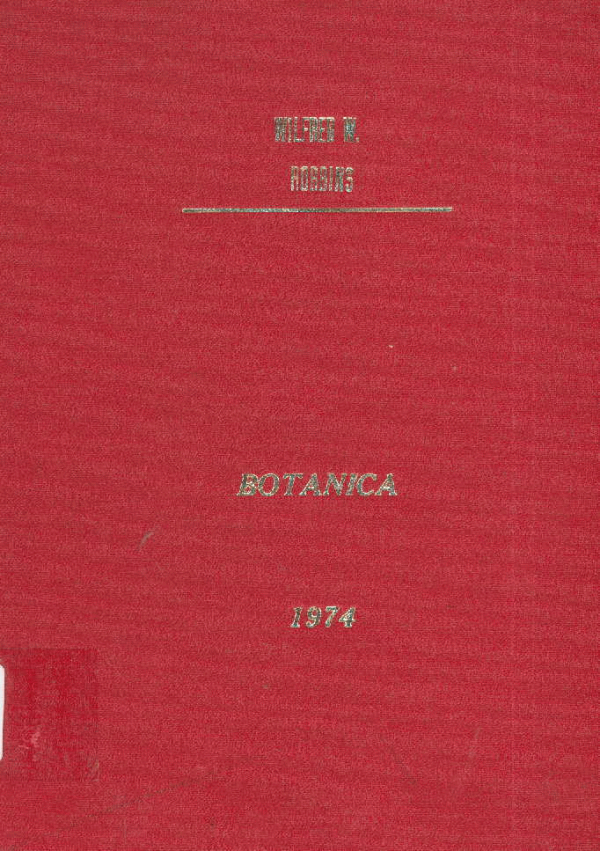 WILFRED W.
ROBBINS
BOTANICA
1974